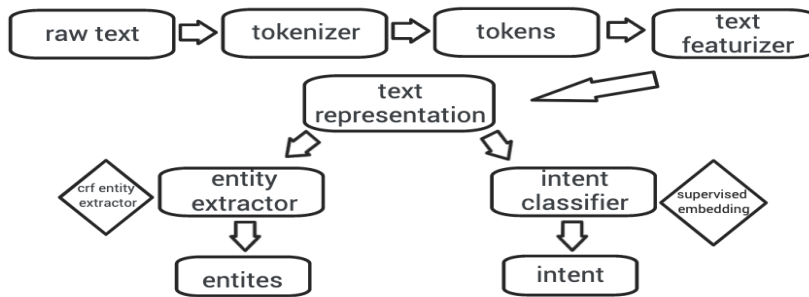 raw text
tokenizer
tokens
text
featurizer
text
representation
crf entity
extractor
entity
extractor
intent
classifier
supervised
embedding
entites
intent